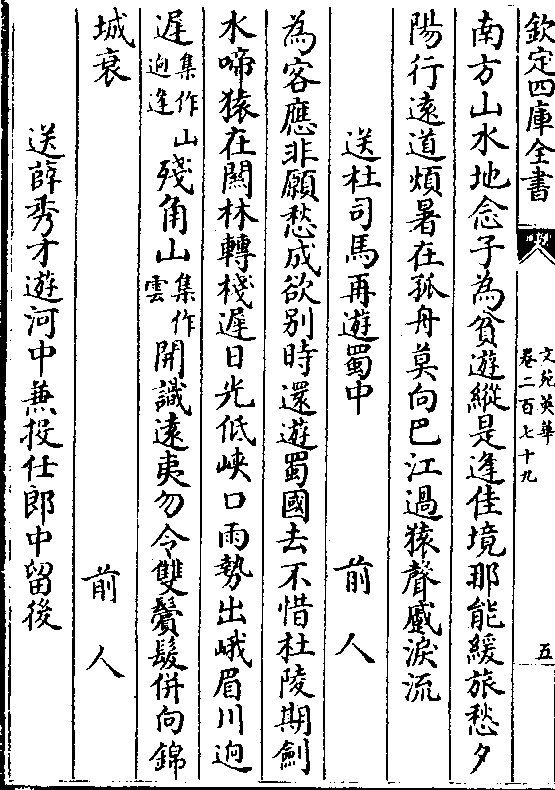 欽定四庫全書
文苑英華
卷二百七十九
五
南方山水地念子為貧遊縱是逢佳境那能緩旅愁夕
陽行遠道煩暑在孤舟莫向巴江過猿聲感淚流
送杜司馬再遊蜀中　前人
為客應非願愁成欲別時還遊蜀國去不惜杜陵期劍
水啼猿在關林轉棧遲日光低峽口雨勢出峨眉川迥
遲集作山逈逢殘角山集作雲開識遠夷勿令雙鬢髮併向錦
城衰　前人
送薛秀才遊河中兼投任郎中留後